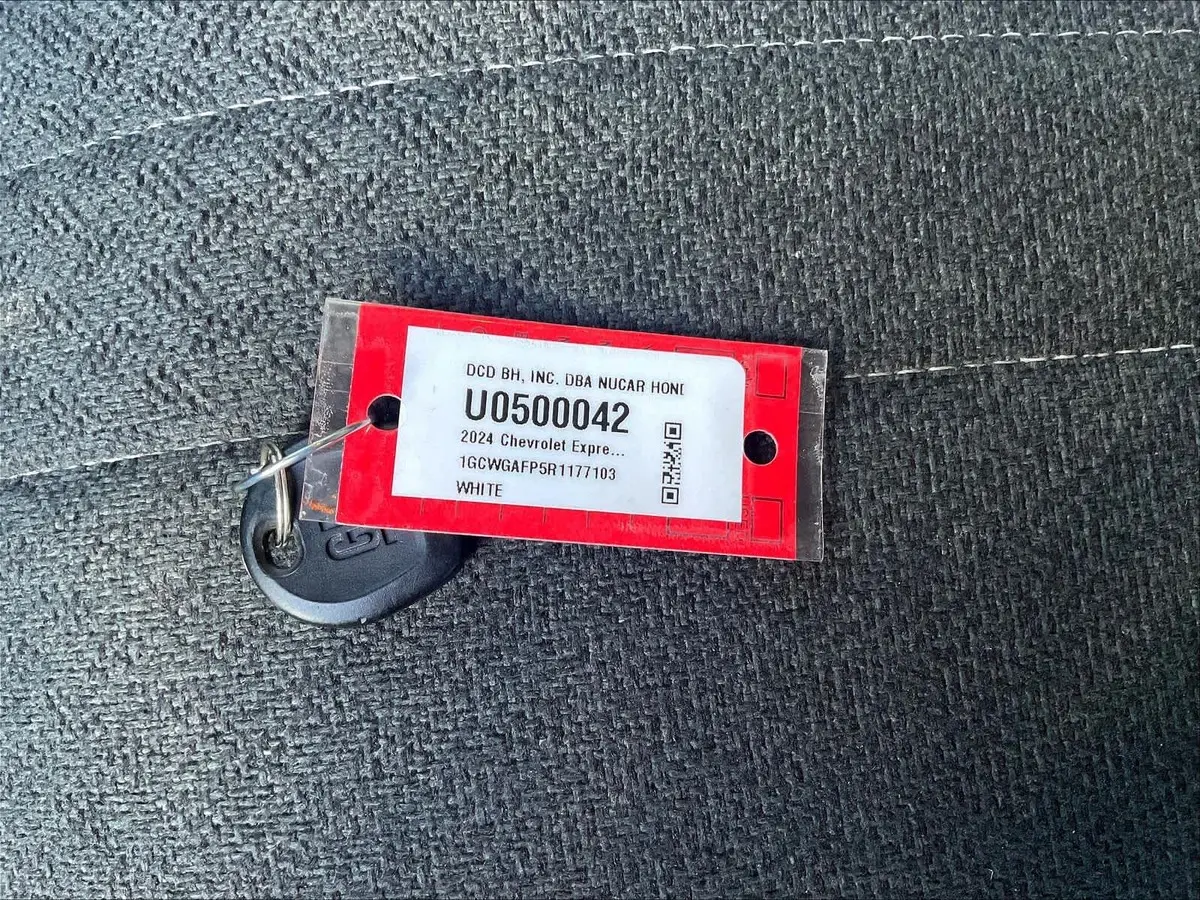 DCD BH, INC. DBA NUCAR HOND
U0500042
2024 Chevrolet Expre...
1GCWGAFP5R1177103
WHITE